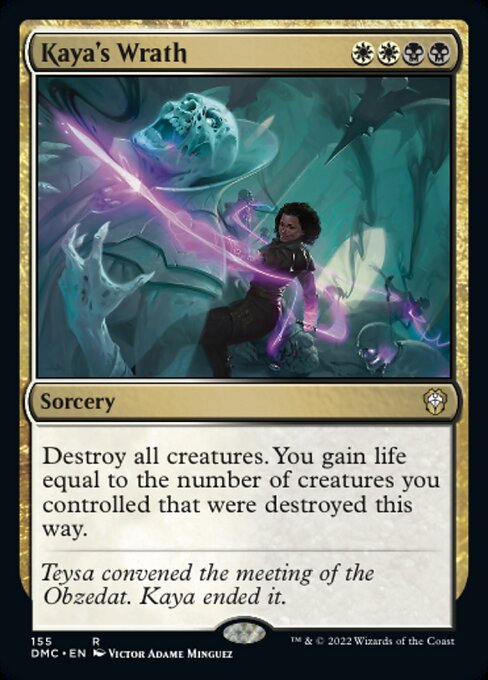 Kaya's Wrath
Sorcery
Destroy all creatures. You gain life
equal to the number of creatures you
controlled that were destroyed this
way.
Teysa convened the meeting of the
Obzedat. Kaya ended it.
155 R
DMC • EN Victor Adame Minguez
™ & © 2022 Wizards of the Coast